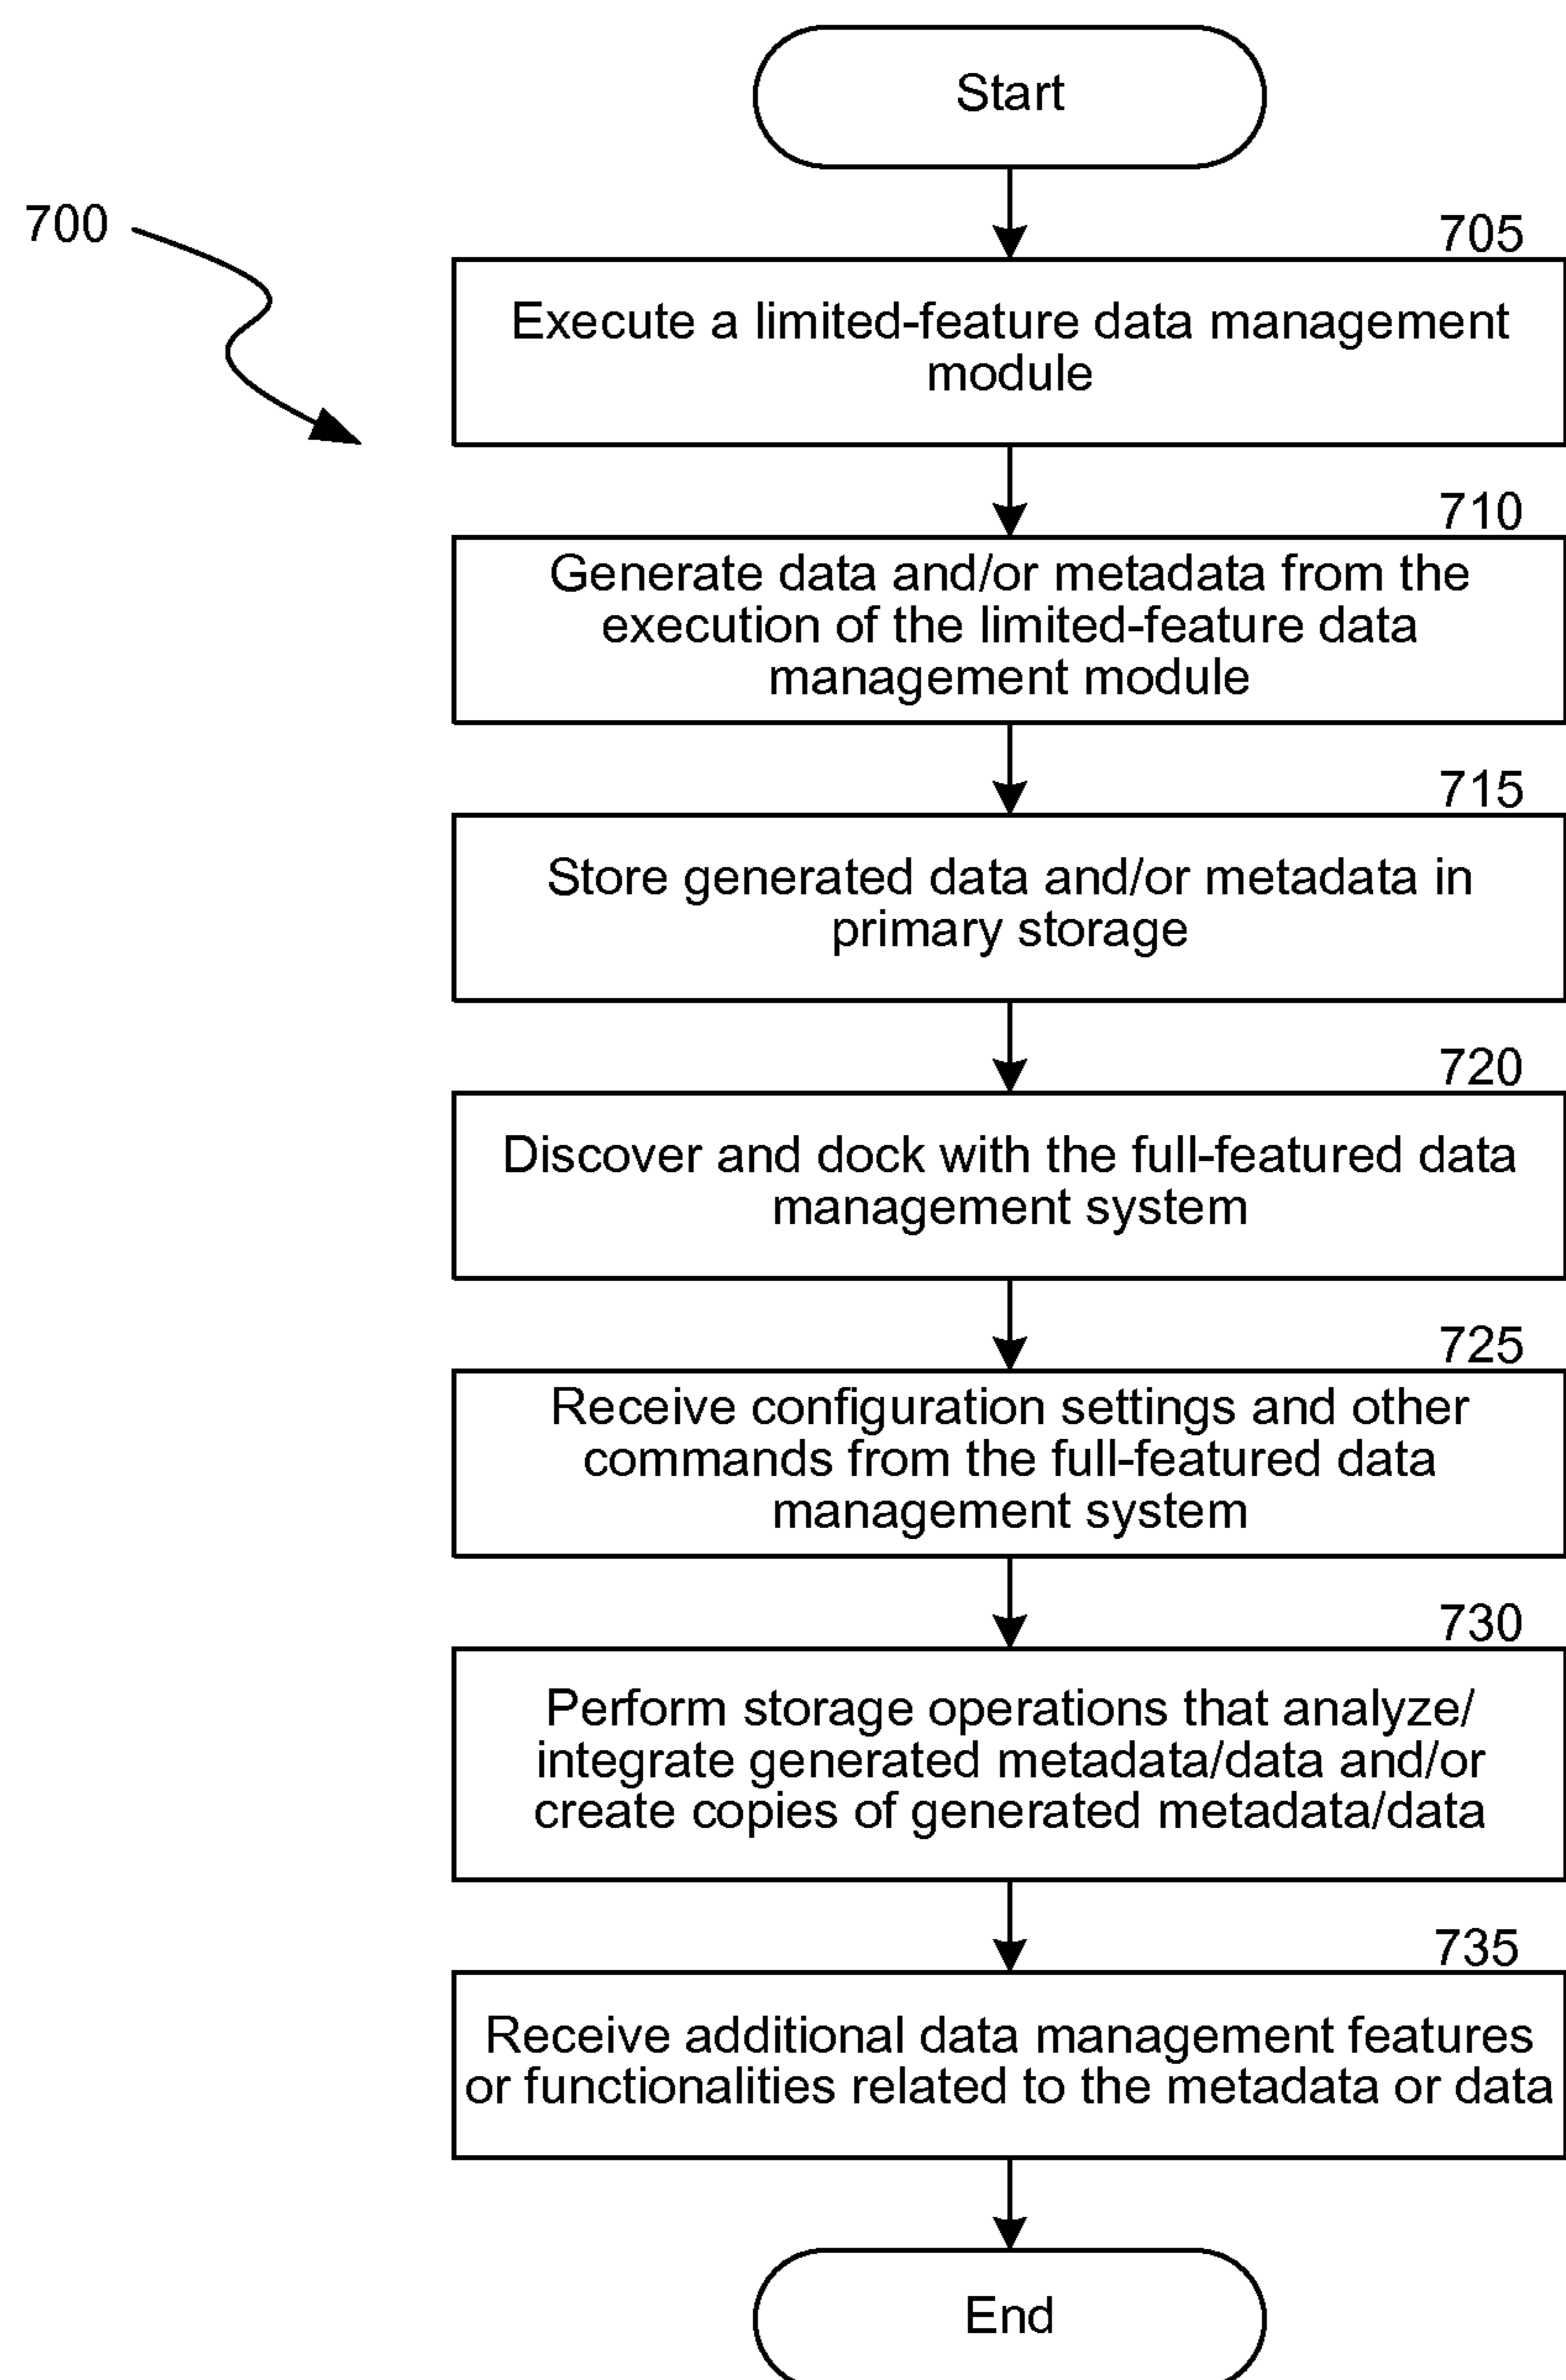 Start
700
705
Execute a limited-feature data management
module
710
Generate data and/or metadata from the
execution of the limited-feature data
management module
715
Store generated data and/or metadata in
primary storage
720
Discover and dock with the full-featured data
management system
725
Receive configuration settings and other
commands from the full-featured data
management system
730
Perform storage operations that analyze/
integrate generated metadata/data and/or
create copies of generated metadata/data
735
Receive additional data management features
or functionalities related to the metadata or data
End